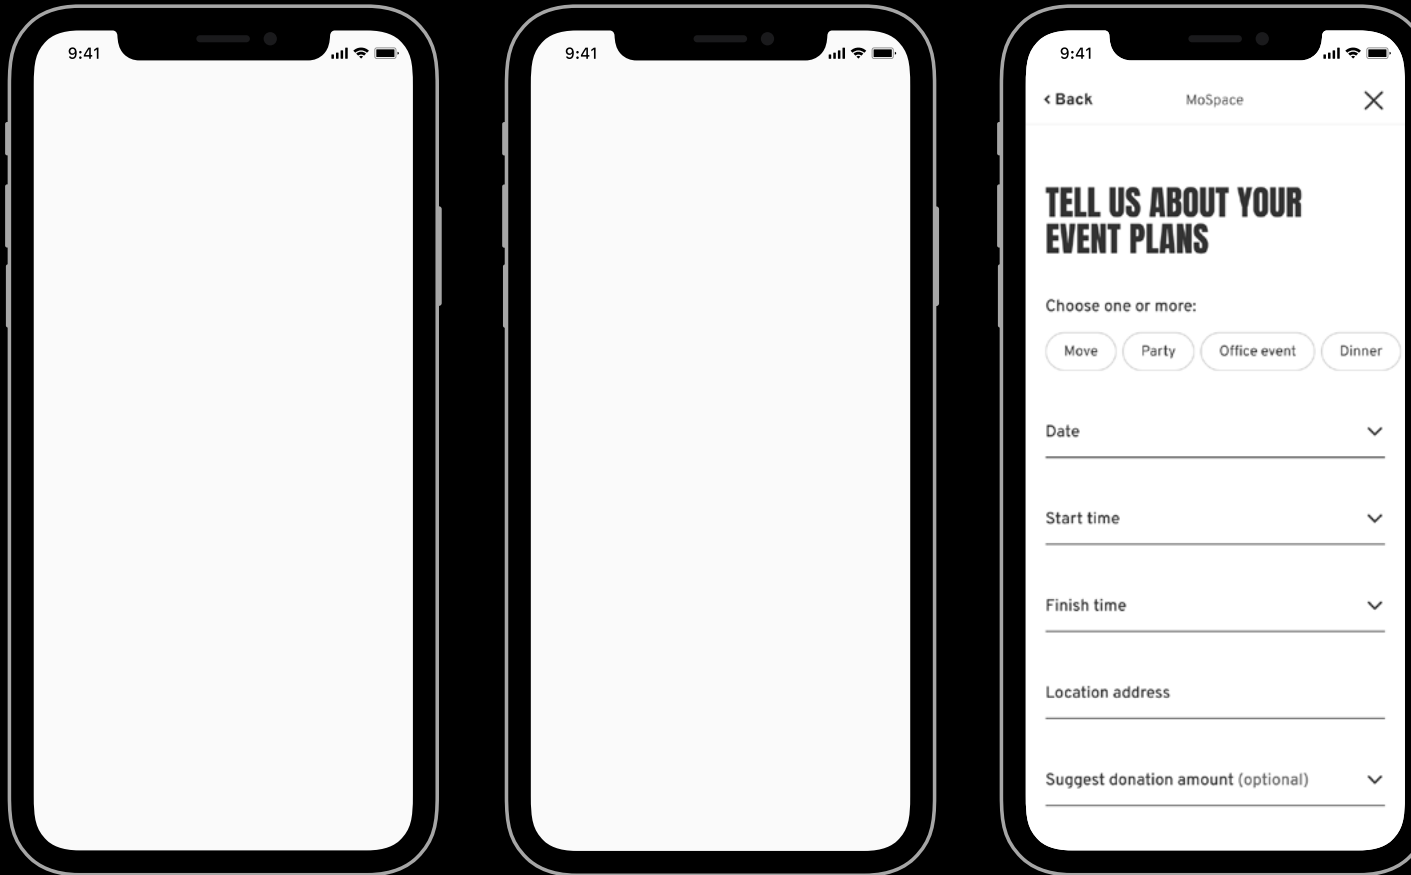 9:41
9:41
9:41
Back
MoSpace
TELL US ABOUT YOUR
EVENT PLANS
Choose one or more:
Move
Party
Office event
Dinner
Date
Start time
Finish time
Location address
Suggest donation amount (optional)